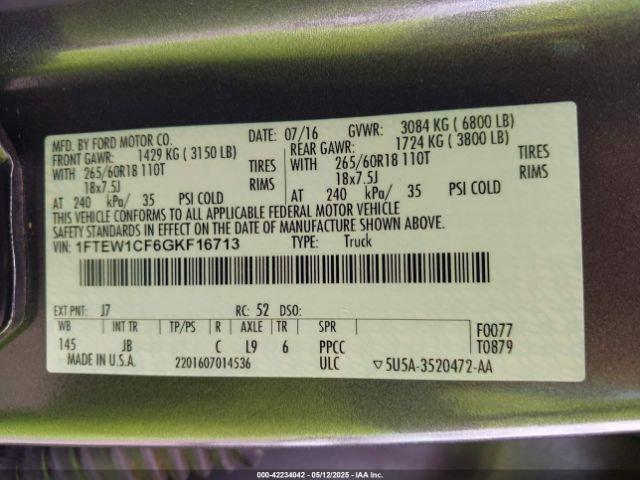 MFD. BY FORD MOTOR CO. DATE: 07/16 GVWR: 3084 KG ( 6800 LB)
FRONT GAWR: 1429 KG ( 3150 LB) REAR GAWR: 1724 KG ( 3800 LB)
WITH 265/60R18 110T TIRES WITH 265/60R18 110T TIRES
18x7.5J RIMS 18x7.5J RIMS
AT 240 kPa/ 35 PSI COLD AT 240 kPa/ 35 PSI COLD
THIS VEHICLE CONFORMS TO ALL APPLICABLE FEDERAL MOTOR VEHICLE
SAFETY STANDARDS IN EFFECT ON THE DATE OF MANUFACTURE SHOWN ABOVE.
VIN: 1FTEW1CF6GKF16713 TYPE: Truck
EXT PNT: J7 RC: 52 DSO:
WB INT TR TP/PS R AXLE TR SPR F0077
145 JB C L9 6 PPCC T0879
MADE IN U.S.A. 2201607014536 ULC ▽5U5A-3520472-AA
000-42234042 - 05/12/2025 - IAA Inc.